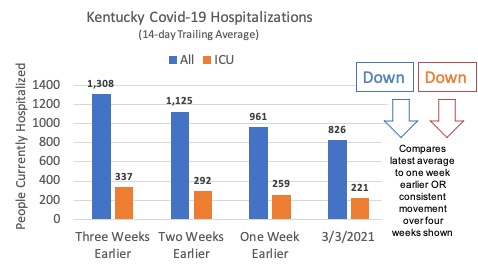 Kentucky Covid-19 Hospitalizations
(14-day Trailing Average)
All ICU
People Currently Hospitalized
1400
1200
1000
800
600
400
200
0
1,308
337
1,125
292
961
259
826
221
Three Weeks
Earlier
Two Weeks
Earlier
One Week
Earlier
3/3/2021
Down
Down
Compares
latest average
to one week
earlier OR
consistent
movement
over four
weeks shown